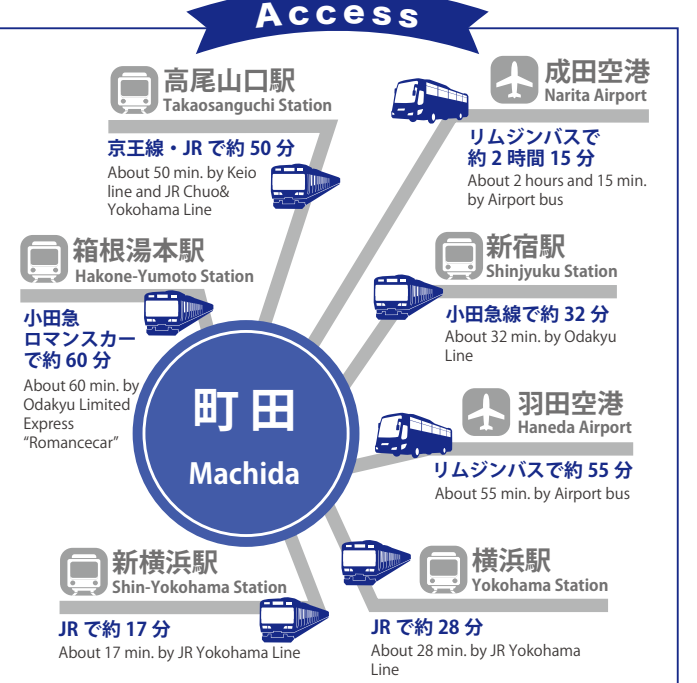 Access
高尾山口駅
Takaosanguchi Station
京王線・JR で約 50 分
About 50 min. by Keio
line and JR Chuo&
Yokohama Line
成田空港
Narita Airport
リムジンバスで
約 2 時間 15 分
About 2 hours and 15 min.
by Airport bus
箱根湯本駅
Hakone-Yumoto Station
小田急
ロマンスカー
で約 60 分
About 60 min. by
Odakyu Limited
Express
“Romancecar”
新宿駅
Shinjyuku Station
小田急線で約 32 分
About 32 min. by Odakyu
Line
町田
Machida
羽田空港
Haneda Airport
リムジンバスで約 55 分
About 55 min. by Airport bus
新横浜駅
Shin-Yokohama Station
JR で約 17 分
About 17 min. by JR Yokohama Line
横浜駅
Yokohama Station
JR で約 28 分
About 28 min. by JR Yokohama
Line